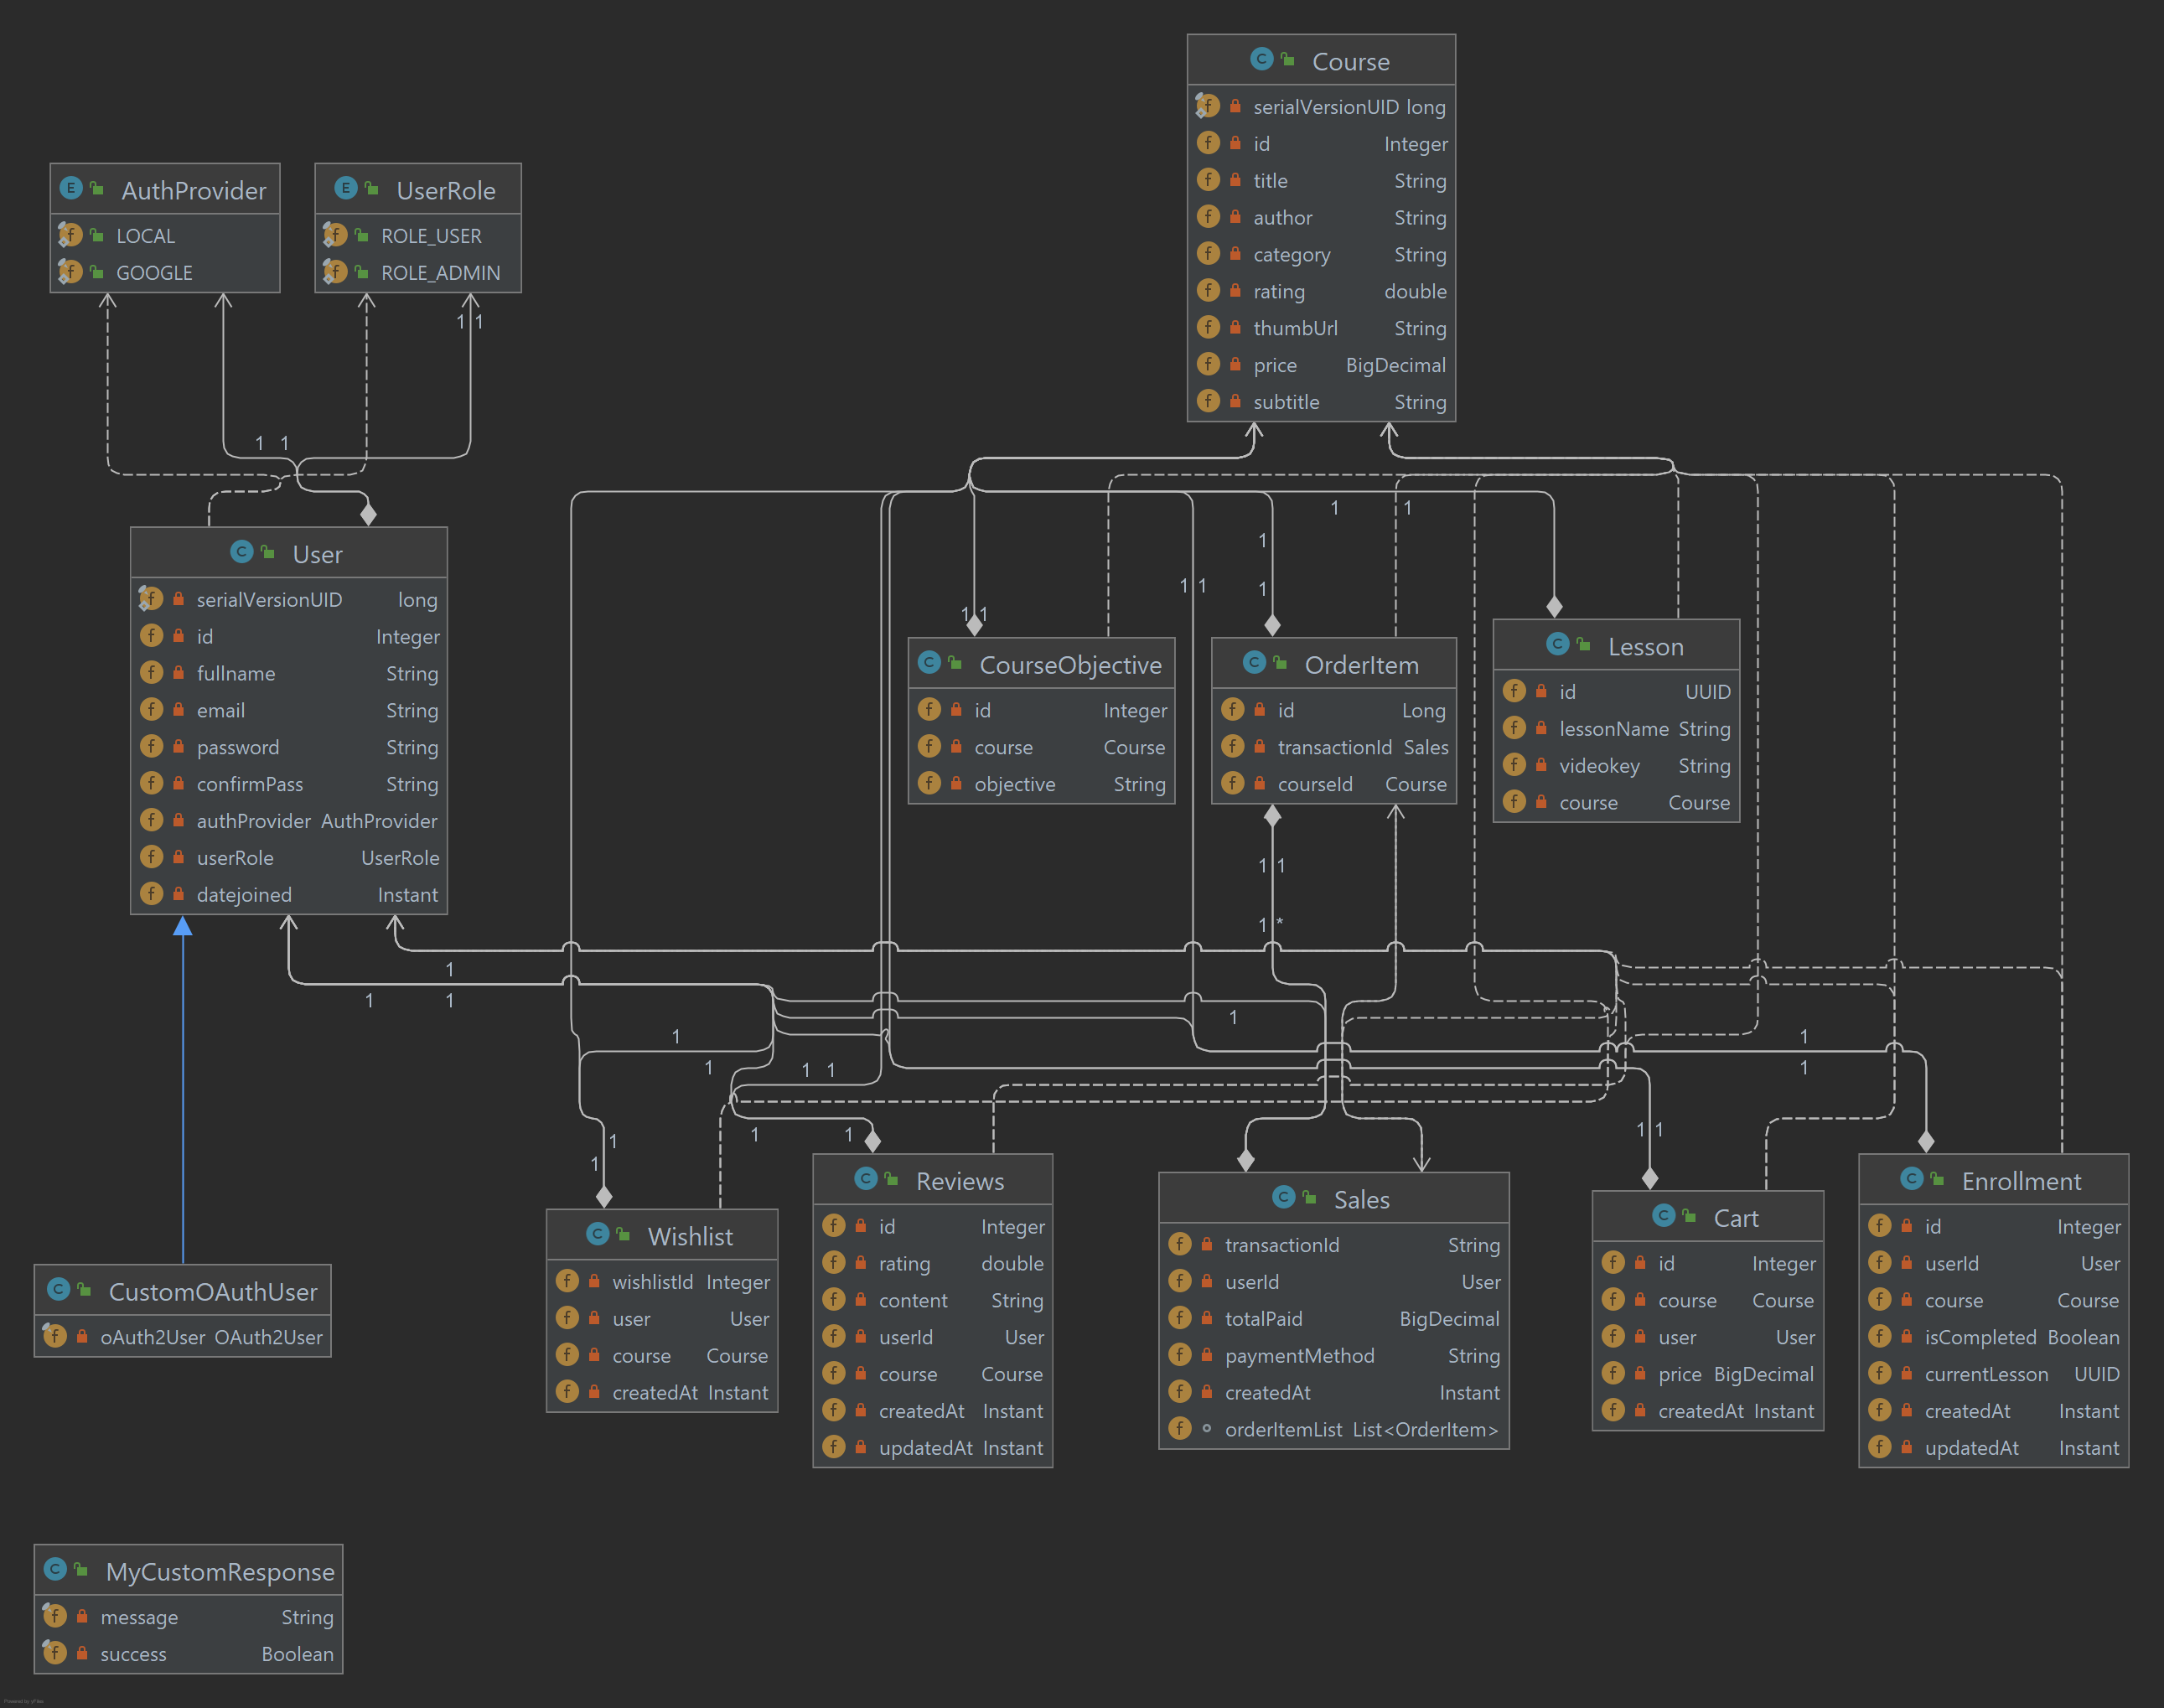 Course
serialVersionUID long
id Integer
title String
author String
category String
rating double
thumbUrl String
price BigDecimal
subtitle String
AuthProvider
LOCAL
GOOGLE
UserRole
ROLE_USER
ROLE_ADMIN
1 1
1 1
User
serialVersionUID long
id Integer
fullname String
email String
password String
confirmPass String
authProvider AuthProvider
userRole UserRole
datejoined Instant
1 1
1
1
1 1
1 1
CourseObjective
id Integer
course Course
objective String
OrderItem
id Long
transactionId Sales
courseId Course
Lesson
id UUID
lessonName String
videokey String
course Course
1 1
1 *
1
1 1
1
1
1
1
1 1
1
1
1
1 1
1
1
1 1
CustomOAuthUser
oAuth2User OAuth2User
Wishlist
wishlistId Integer
user User
course Course
createdAt Instant
Reviews
id Integer
rating double
content String
userId User
course Course
createdAt Instant
updatedAt Instant
Sales
transactionId String
userId User
totalPaid BigDecimal
paymentMethod String
createdAt Instant
orderItemList List<OrderItem>
Cart
id Integer
course Course
user User
price BigDecimal
createdAt Instant
Enrollment
id Integer
userId User
course Course
isCompleted Boolean
currentLesson UUID
createdAt Instant
updatedAt Instant
MyCustomResponse
message String
success Boolean
Powered by yFiles